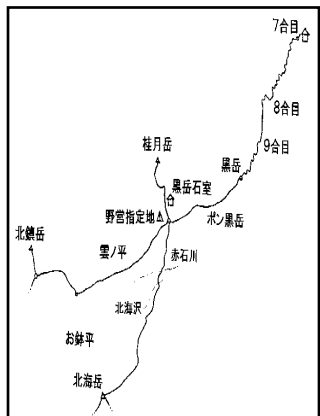 7合目
8合目
9合目
桂月岳
黒岳
黒岳石室
野営指定地
ポン黒岳
北鎮岳
雲ノ平
赤石川
北海沢
お鉢平
北海岳